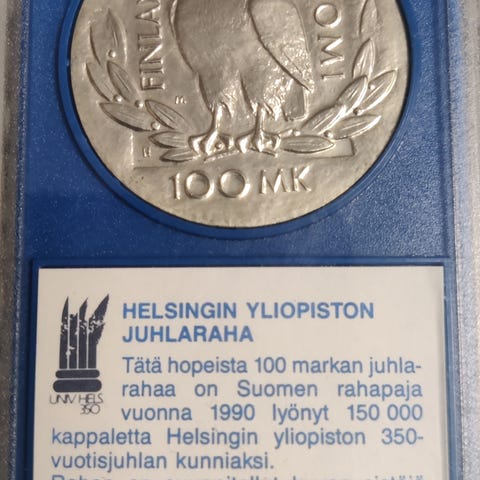 FINLAN
SUOMI
100 MK
HELSINGIN YLIOPISTON
JUHLARAHA
Tätä hopeista 100 markan juhla-
rahaa on Suomen rahapaja
vuonna 1990 lyönyt 150 000
kappaletta Helsingin yliopiston 350-
vuotisjuhlan kunniaksi.
UNIV HELS
350